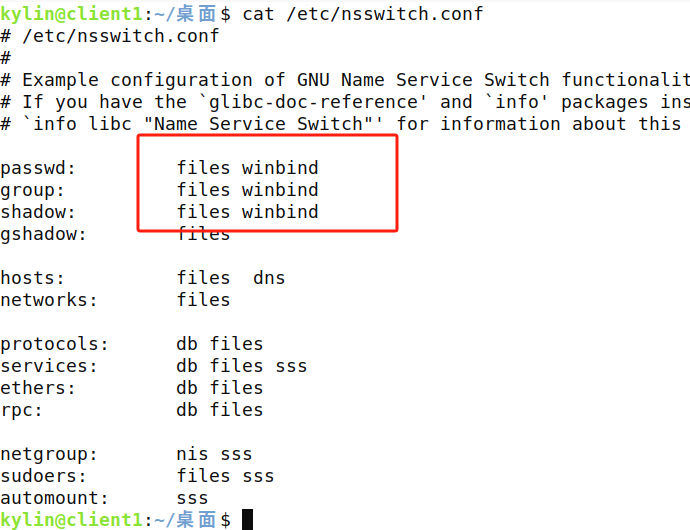 kylin@client1:~/桌面$ cat /etc/nsswitch.conf
# /etc/nsswitch.conf
#
# Example configuration of GNU Name Service Switch functionalit
# If you have the `glibc-doc-reference' and `info' packages ins
# `info libc "Name Service Switch"' for information about this
passwd: files winbind
group: files winbind
shadow: files winbind
gshadow: files
hosts: files dns
networks: files
protocols: db files
services: db files sss
ethers: db files
rpc: db files
netgroup: nis sss
sudoers: files sss
automount: sss
kylin@client1:~/桌面$